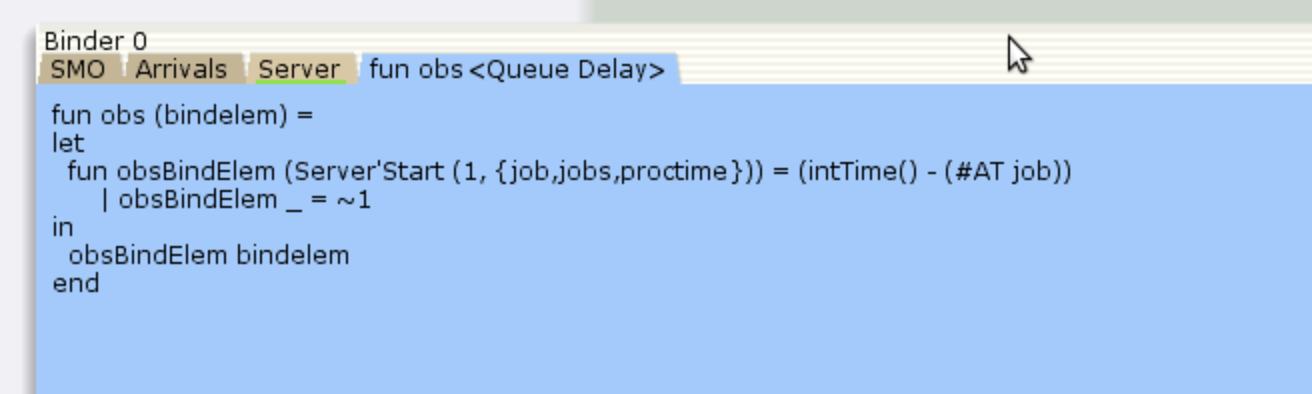 Binder 0
SMO Arrivals Server fun obs <Queue Delay>
fun obs (bindelem) =
let
fun obsBindElem (Server'Start (1, {job,jobs,proctime})) = (intTime() - (#AT job))
| obsBindElem _ = ~1
in
obsBindElem bindelem
end